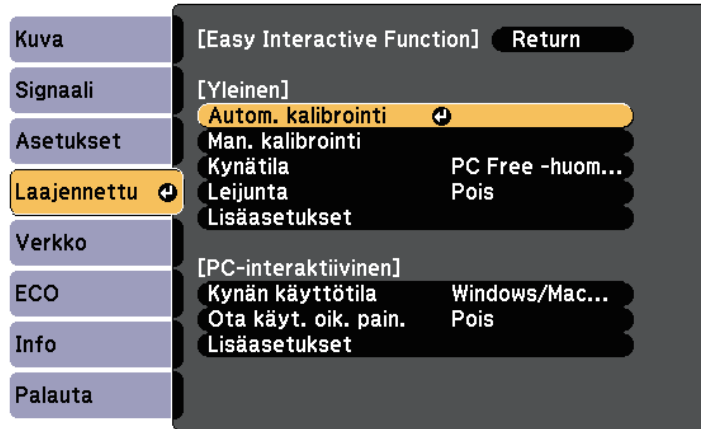 Kuva
Signaali
Asetukset
Laajennettu
Verkko
ECO
Info
Palauta
[Easy Interactive Function] Return
[Yleinen]
Autom. kalibrointi
Man. kalibrointi
Kynätila PC Free -huom...
Leijunta Pois
Lisäasetukset
[PC-interaktiivinen]
Kynän käyttötila Windows/Mac...
Ota käyt. oik. pain. Pois
Lisäasetukset